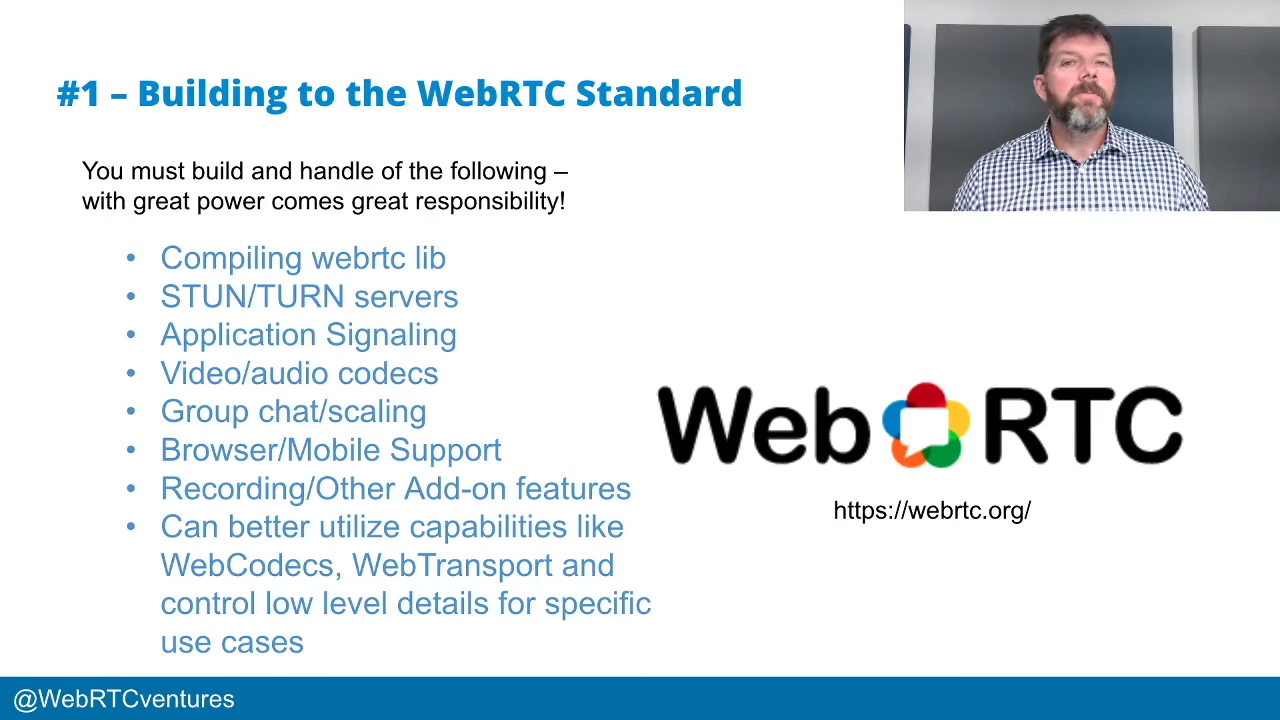 #1 – Building to the WebRTC Standard
You must build and handle of the following –
with great power comes great responsibility!
• Compiling webrtc lib
• STUN/TURN servers
• Application Signaling
• Video/audio codecs
• Group chat/scaling
• Browser/Mobile Support
• Recording/Other Add-on features
• Can better utilize capabilities like
WebCodecs, WebTransport and
control low level details for specific
use cases
Web RTC
https://webrtc.org/
@WebRTCventures